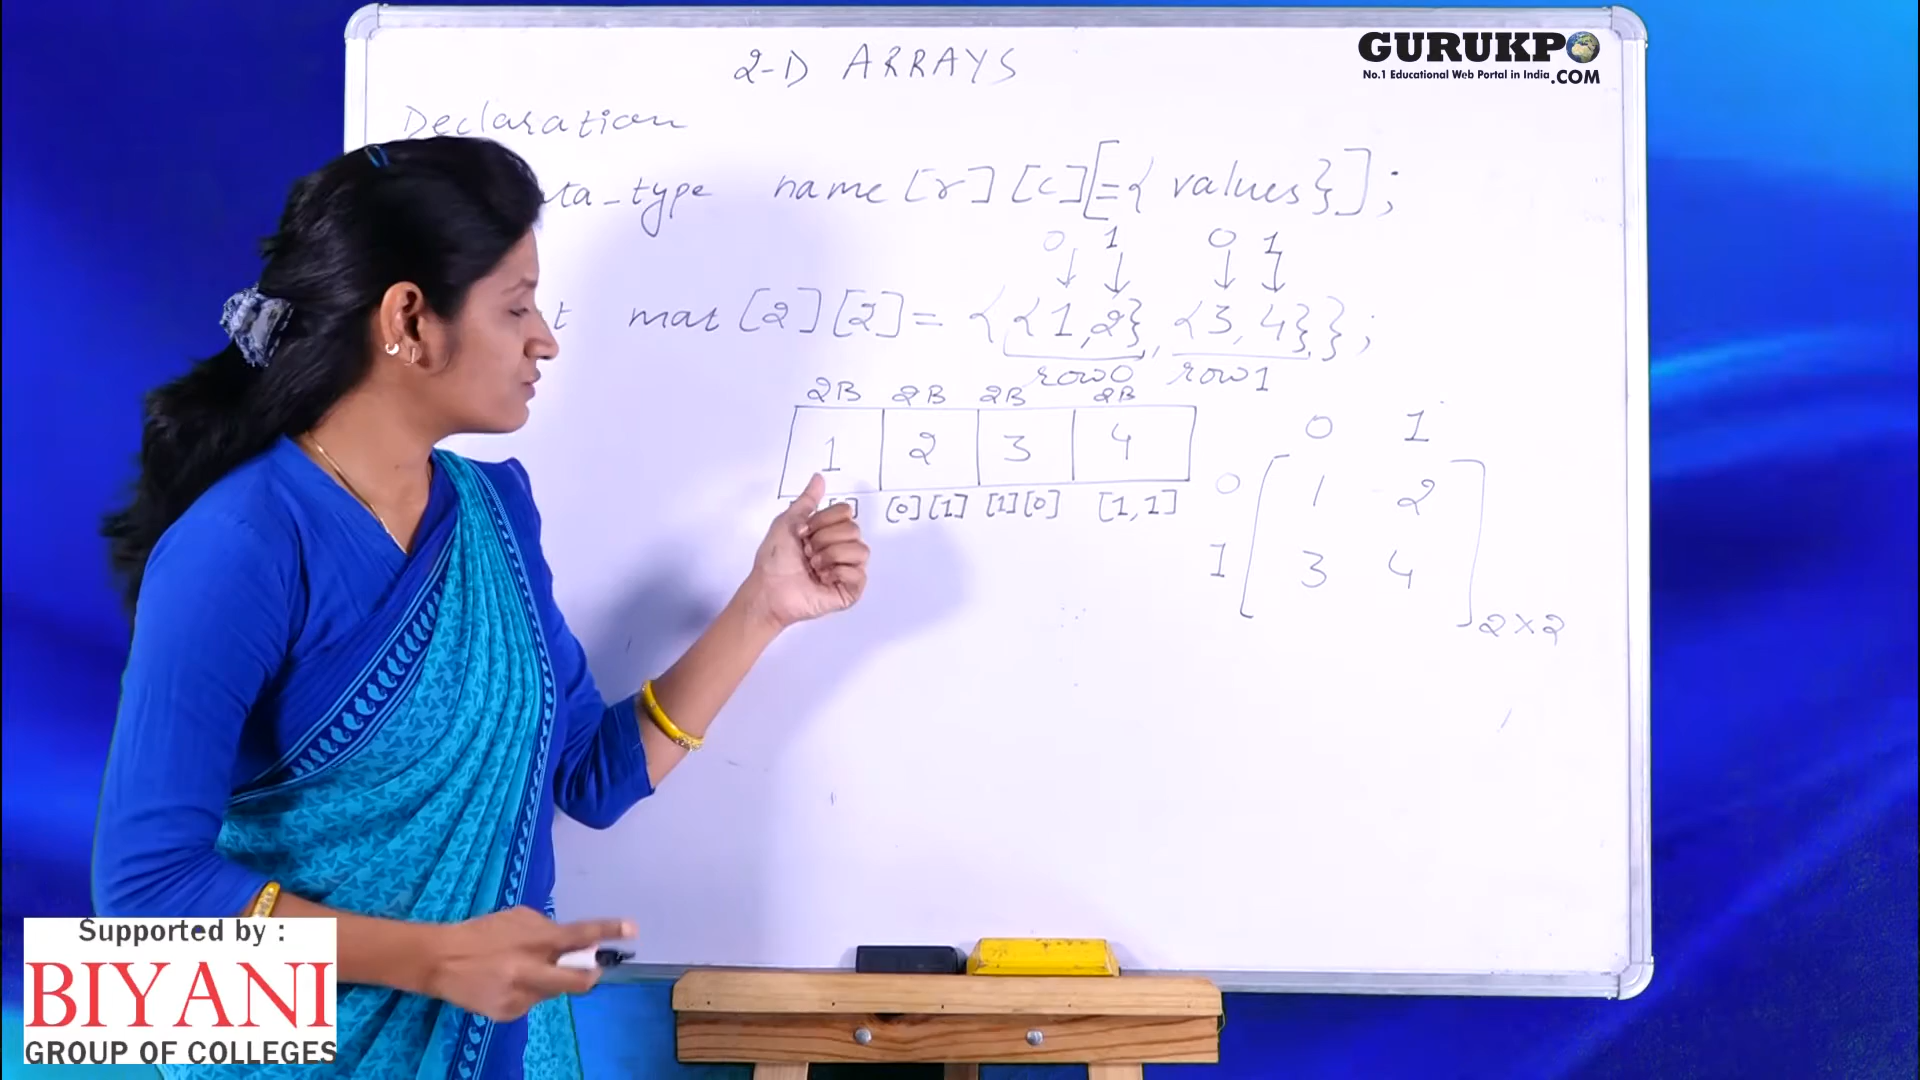 2-D ARRAYS
GURUKPO
No.1 Educational Web Portal in India .COM
Declaration
ta_type name [r] [c] [={ values}];
0 1 0 1
t mat [2] [2] = { {1,2}, {3,4} };
row0 row1
2B 2B 2B 2B
1 2 3 4
] [0] [1] [1] [0] [1,1]
0 1
0 1 2
1 3 4
2×2
Supported by :
BIYANI
GROUP OF COLLEGES